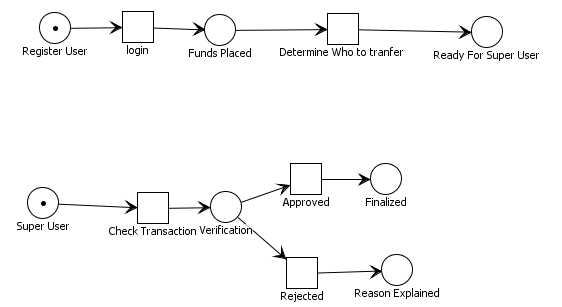 Register User
login
Funds Placed
Determine Who to tranfer
Ready For Super User
Super User
Check Transaction
Verification
Approved
Finalized
Rejected
Reason Explained